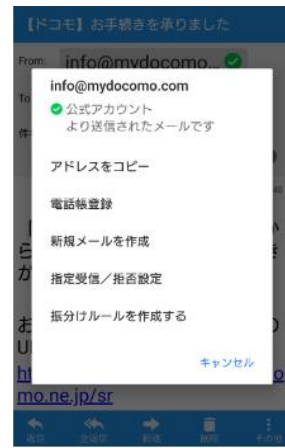 【ドコモ】お手続きを承りました
From: info@mydocomo...
To
件
info@mydocomo.com
公式アカウント
より送信されたメールです
アドレスをコピー
電話帳登録
新規メールを作成
指定受信/拒否設定
振分けルールを作成する
キャンセル
ら
が
お
UI
ht
mo.ne.jp/sr
返信
全返信
転送
削除
その他